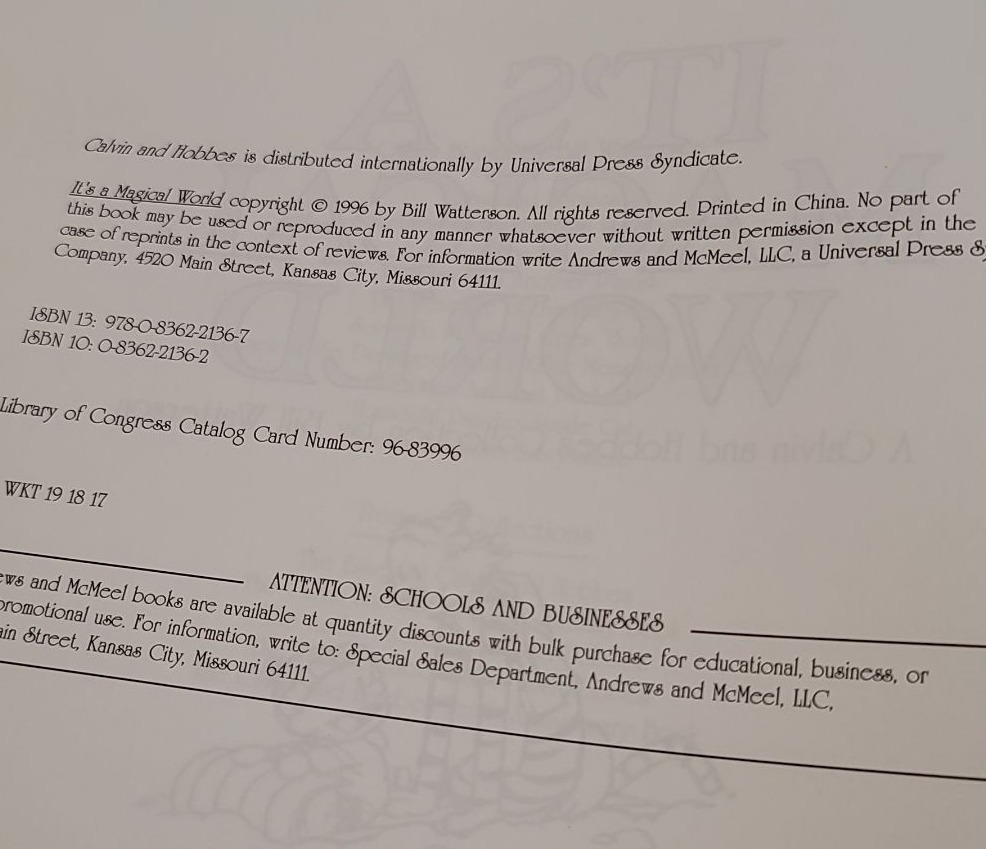 Calvin and Hobbes is distributed internationally by Universal Press Syndicate.
It's a Magical World copyright © 1996 by Bill Watterson. All rights reserved. Printed in China. No part of
this book may be used or reproduced in any manner whatsoever without written permission except in the
case of reprints in the context of reviews. For information write Andrews and McMeel, LLC, a Universal Press
Company, 4520 Main Street, Kansas City, Missouri 64111.
ISBN 13: 978-0-8362-2136-7
ISBN 10: 0-8362-2136-2
Library of Congress Catalog Card Number: 96-83996
WKT 19 18 17
ATTENTION: SCHOOLS AND BUSINESSES
ews and McMeel books are available at quantity discounts with bulk purchase for educational, business, or
promotional use. For information, write to: Special Sales Department, Andrews and McMeel, LLC,
ain Street, Kansas City, Missouri 64111.